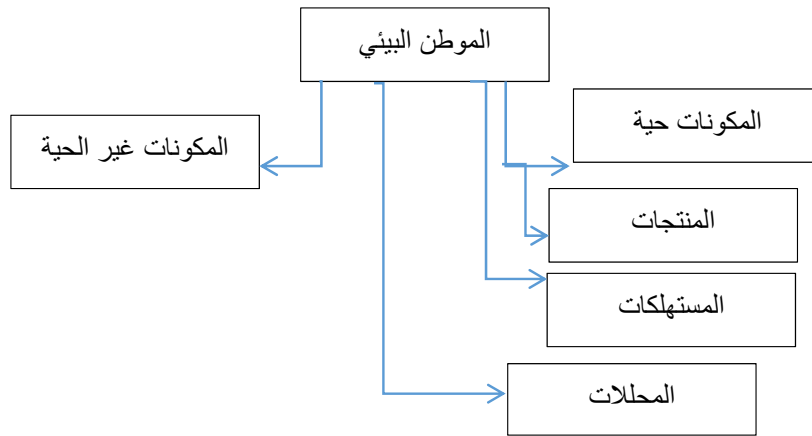 الموطن البيئي
المكونات حية
المكونات غير الحية
المنتجات
المستهلكات
المحللات